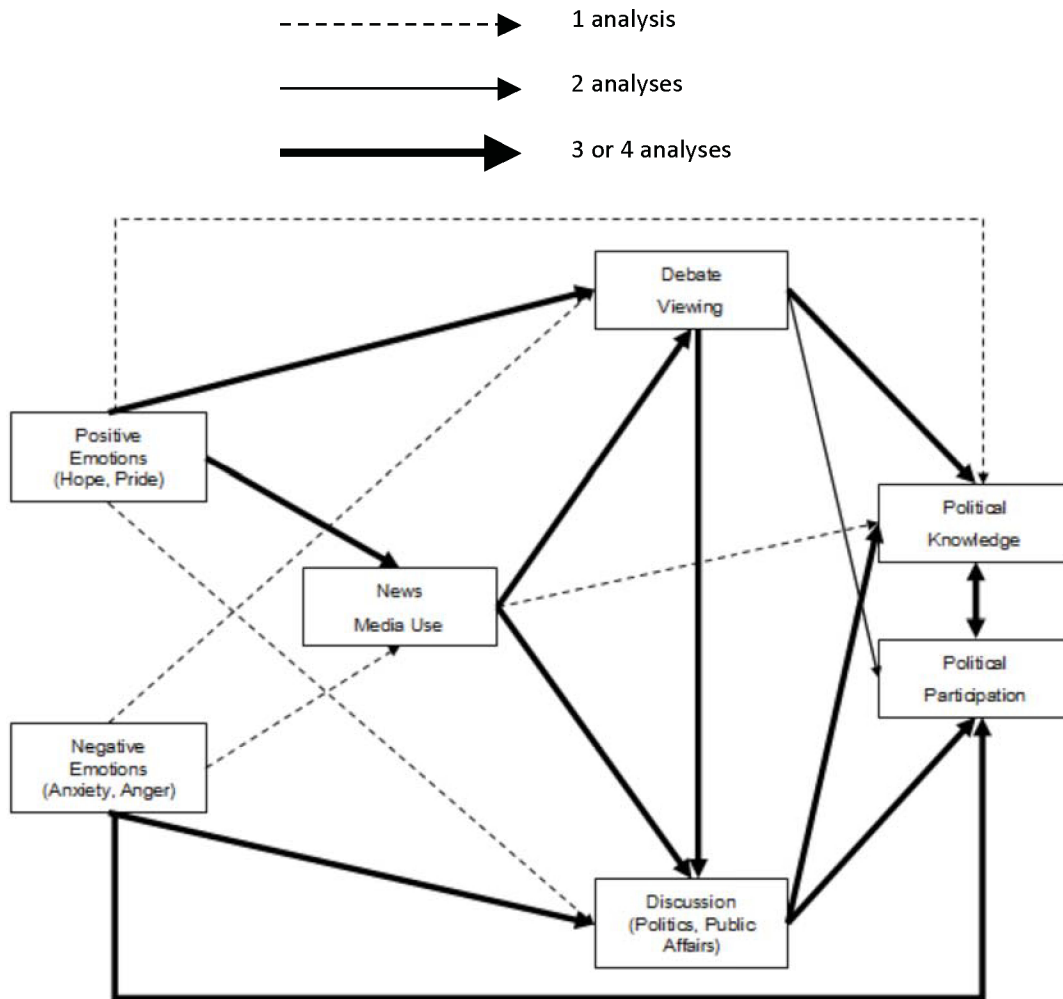 1 analysis
2 analyses
3 or 4 analyses
Debate
Viewing
Positive
Emotions
(Hope, Pride)
Political
Knowledge
News
Media Use
Political
Participation
Negative
Emotions
(Anxiety, Anger)
Discussion
(Politics, Public
Affairs)